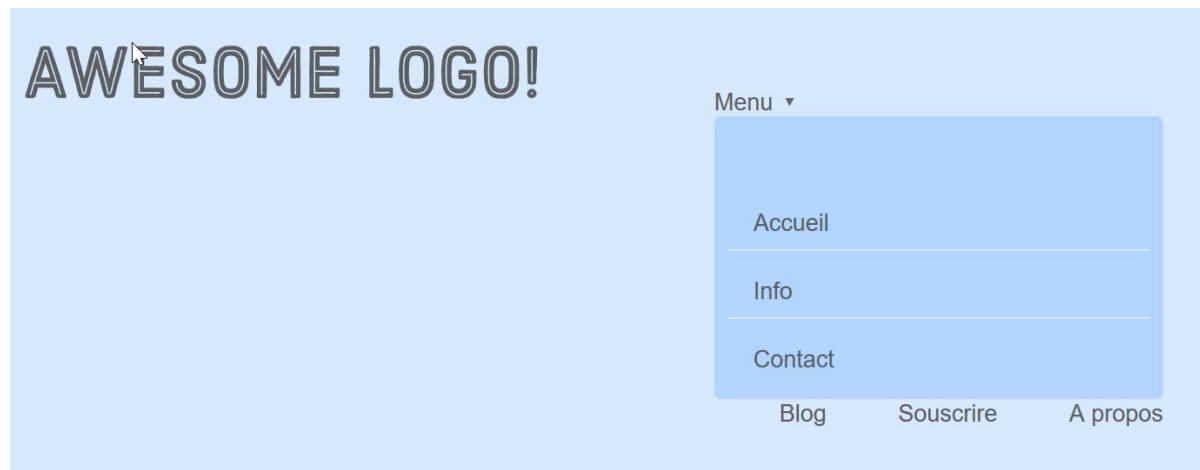 AWESOME LOGO!
Menu ▾
Accueil
Info
Contact
Blog Souscrire A propos